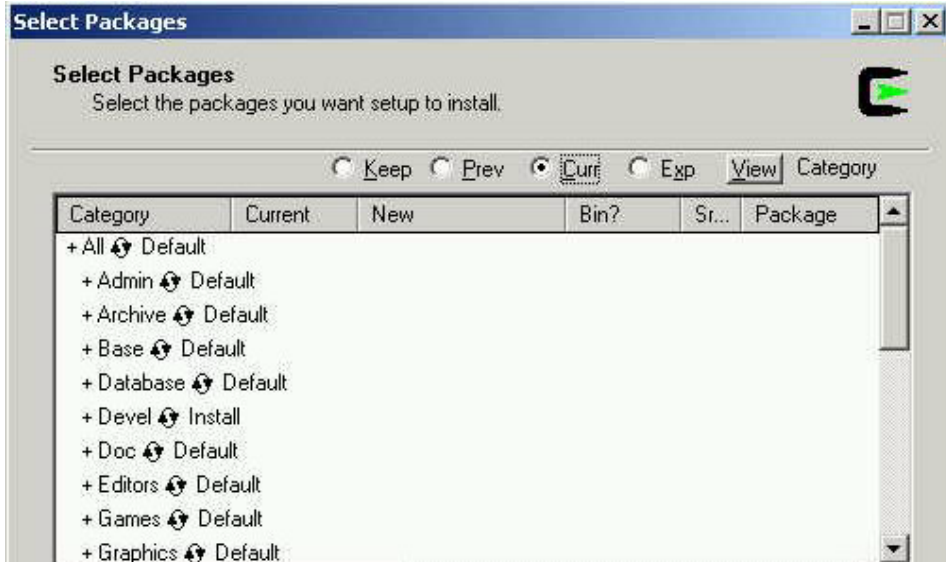 Select Packages
Select Packages
Select the packages you want setup to install.
Keep Prev Curr Exp View Category
Category Current New Bin? Sr... Package
+ All Default
+ Admin Default
+ Archive Default
+ Base Default
+ Database Default
+ Devel Install
+ Doc Default
+ Editors Default
+ Games Default
+ Graphics Default